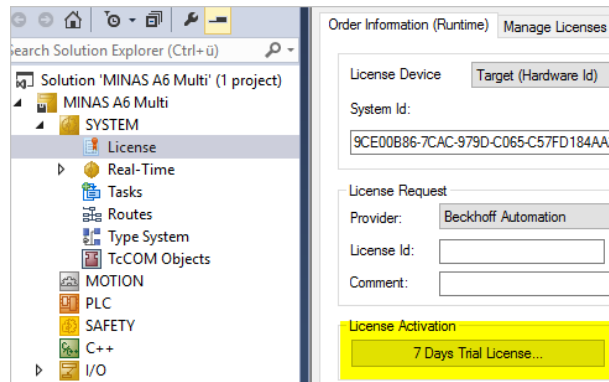 Search Solution Explorer (Ctrl+ü)
Solution 'MINAS A6 Multi' (1 project)
MINAS A6 Multi
SYSTEM
License
Real-Time
Tasks
Routes
Type System
TcCOM Objects
MOTION
PLC
SAFETY
C++
I/O
Order Information (Runtime)
Manage Licenses
License Device
Target (Hardware Id)
System Id:
9CE00B86-7CAC-979D-C065-C57FD184AA
License Request
Provider:
Beckhoff Automation
License Id:
Comment:
License Activation
7 Days Trial License...